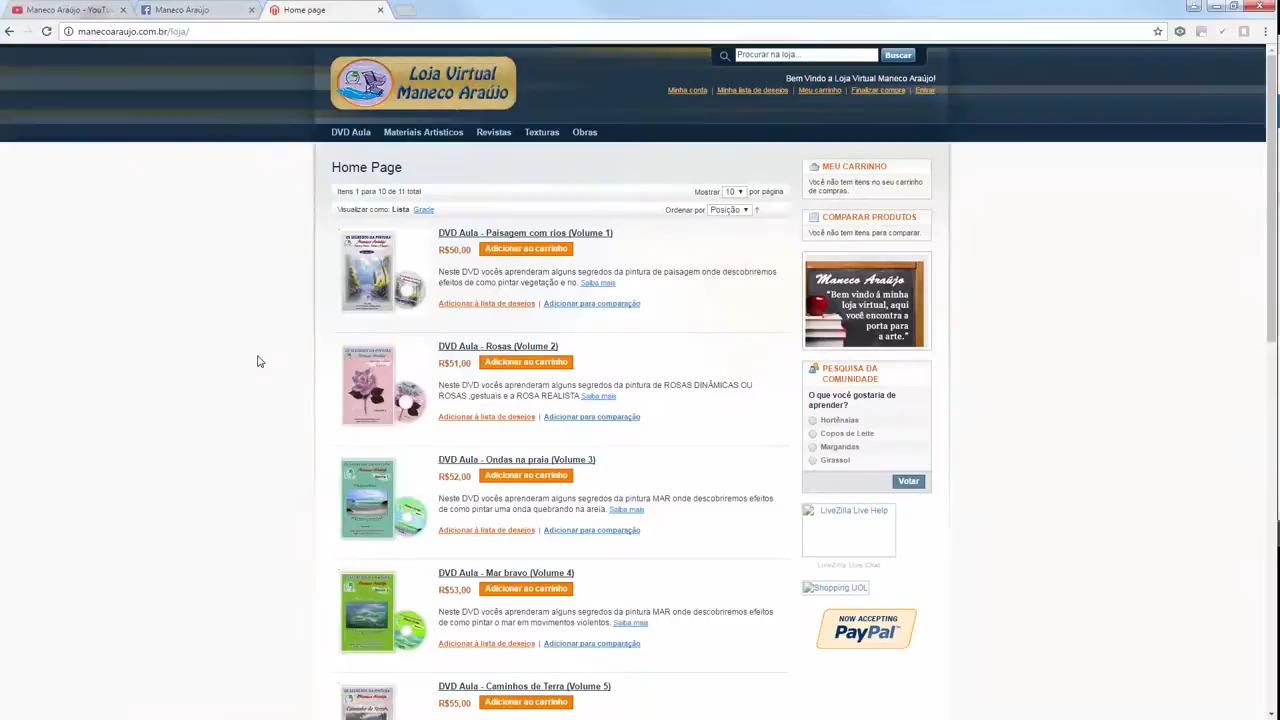 Maneco Araújo - YouTu
Maneco Araújo
Home page
manecoaraujo.com.br/loja/
Loja Virtual
Maneco Araújo
Procurar na loja...
Buscar
Bem Vindo a Loja Virtual Maneco Araújo!
Minha conta | Minha lista de desejos | Meu carrinho | Finalizar compra | Entrar
DVD Aula
Materiais Artisticos
Revistas
Texturas
Obras
Home Page
Itens 1 para 10 de 11 total
Mostrar 10 por página
Visualizar como: Lista Grade
Ordenar por Posição
DVD Aula - Paisagem com rios (Volume 1)
R$50,00
Adicionar ao carrinho
Neste DVD vocês aprenderam alguns segredos da pintura de paisagem onde descobriremos
efeitos de como pintar vegetação e rio. Saiba mais
Adicionar à lista de desejos | Adicionar para comparação
DVD Aula - Rosas (Volume 2)
R$51,00
Adicionar ao carrinho
Neste DVD vocês aprenderam alguns segredos da pintura de ROSAS DINÂMICAS OU
ROSAS ,gestuais e a ROSA REALISTA Saiba mais
Adicionar à lista de desejos | Adicionar para comparação
DVD Aula - Ondas na praia (Volume 3)
R$52,00
Adicionar ao carrinho
Neste DVD vocês aprenderam alguns segredos da pintura MAR onde descobriremos efeitos
de como pintar uma onda quebrando na areia. Saiba mais
Adicionar à lista de desejos | Adicionar para comparação
DVD Aula - Mar bravo (Volume 4)
R$53,00
Adicionar ao carrinho
Neste DVD vocês aprenderam alguns segredos da pintura MAR onde descobriremos efeitos
de como pintar o mar em movimentos violentos. Saiba mais
Adicionar à lista de desejos | Adicionar para comparação
DVD Aula - Caminhos de Terra (Volume 5)
R$55,00
Adicionar ao carrinho
MEU CARRINHO
Você não tem itens no seu carrinho
de compras.
COMPARAR PRODUTOS
Você não tem itens para comparar.
Maneco Araújo
"Bem vindo á minha
loja virtual, aqui
você encontra a
porta para
a arte."
PESQUISA DA
COMUNIDADE
O que você gostaria de
aprender?
Hortênsias
Copos de Leite
Margaridas
Girassol
Votar
LiveZilla Live Help
LiveZilla Live Chat
Shopping UOL
NOW ACCEPTING
PayPal